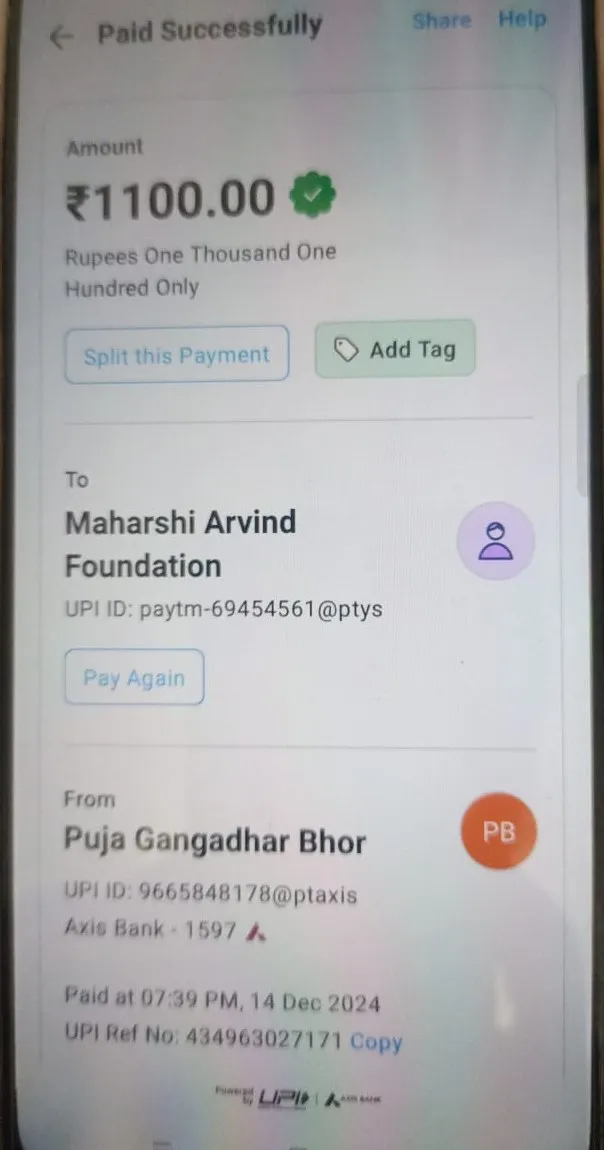 Paid Successfully Share Help
Amount
₹1100.00
Rupees One Thousand One
Hundred Only
Split this Payment Add Tag
To
Maharshi Arvind
Foundation
UPI ID: paytm-69454561@ptys
Pay Again
From
Puja Gangadhar Bhor
PB
UPI ID: 9665848178@ptaxis
Axis Bank - 1597
Paid at 07:39 PM, 14 Dec 2024
UPI Ref No: 434963027171 Copy
Powered by UPI AXIS BANK